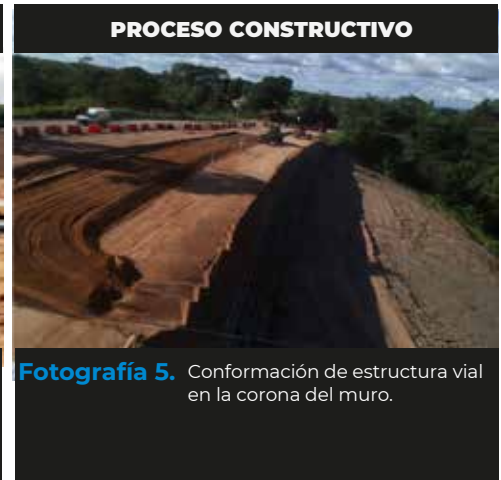 PROCESO CONSTRUCTIVO
Fotografía 5. Conformación de estructura vial
en la corona del muro.